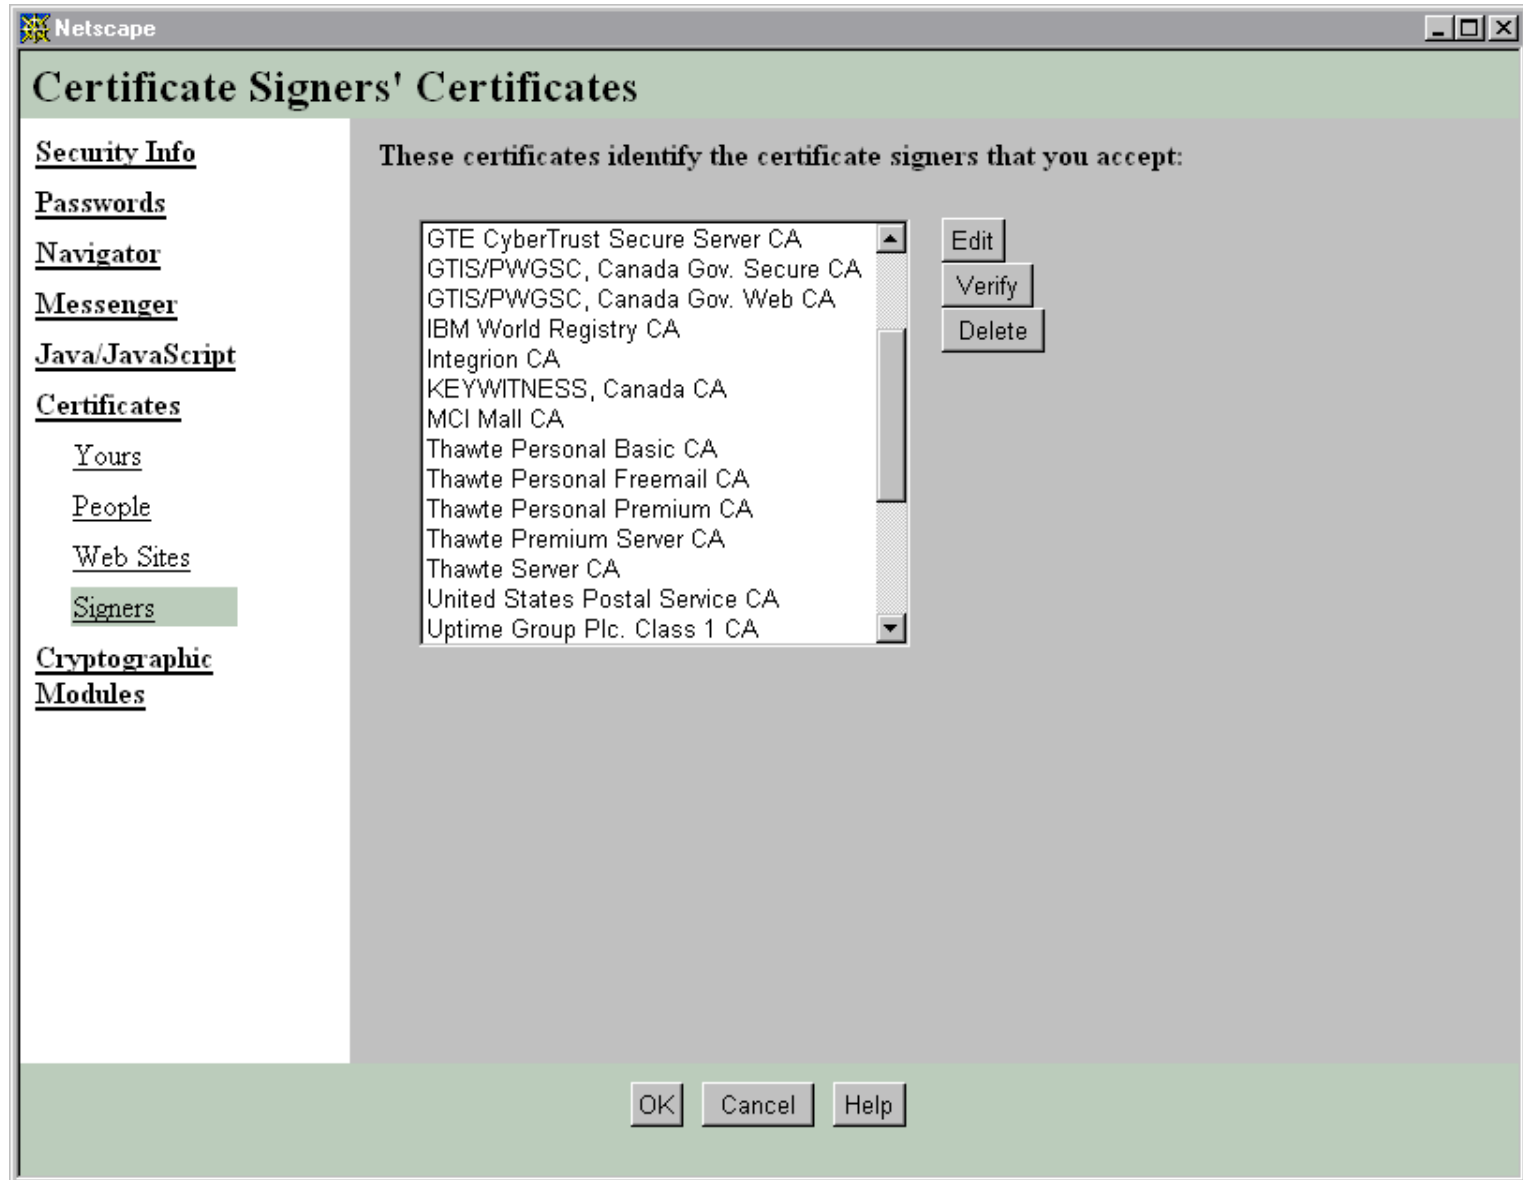 Netscape
Certificate Signers' Certificates
Security Info
Passwords
Navigator
Messenger
Java/JavaScript
Certificates
Yours
People
Web Sites
Signers
Cryptographic
Modules
These certificates identify the certificate signers that you accept:
GTE CyberTrust Secure Server CA
GTIS/PWGSC, Canada Gov. Secure CA
GTIS/PWGSC, Canada Gov. Web CA
IBM World Registry CA
Integrion CA
KEYWITNESS, Canada CA
MCI Mall CA
Thawte Personal Basic CA
Thawte Personal Freemail CA
Thawte Personal Premium CA
Thawte Premium Server CA
Thawte Server CA
United States Postal Service CA
Uptime Group Plc. Class 1 CA
Edit
Verify
Delete
OK Cancel Help